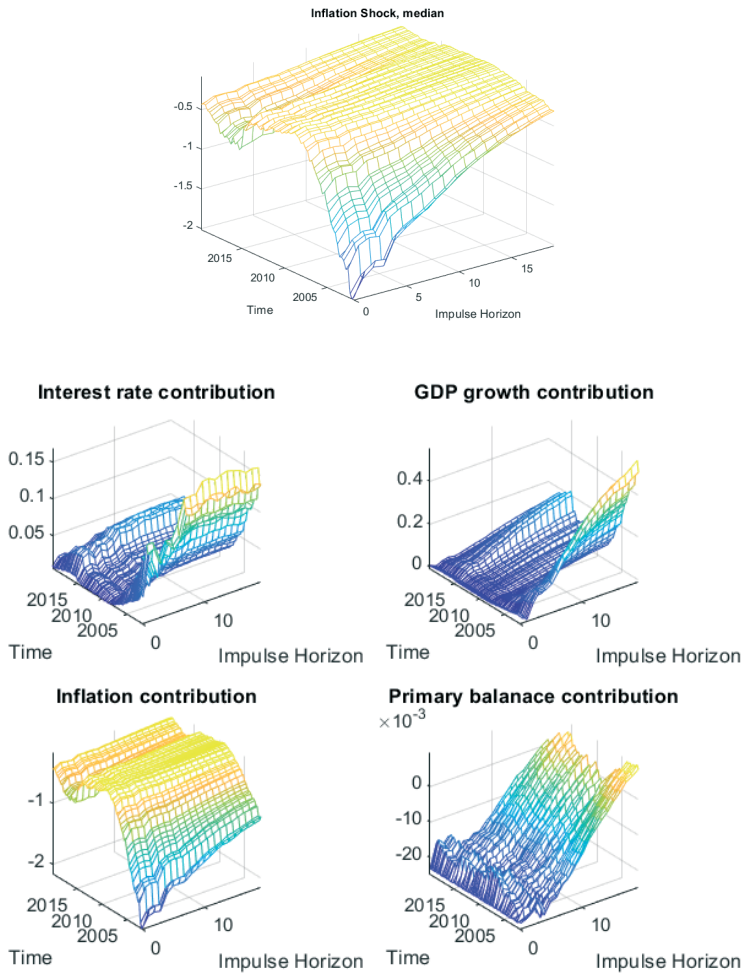 Inflation Shock, median
-0.5
-1
-1.5
-2
2015
2010
2005
Time
0
5
10
15
Impulse Horizon
Interest rate contribution
0.15
0.1
0.05
2015
2010
2005
Time
0
10
Impulse Horizon
GDP growth contribution
0.4
0.2
0
2015
2010
2005
Time
0
10
Impulse Horizon
Inflation contribution
-1
-2
2015
2010
2005
Time
0
10
Impulse Horizon
Primary balanace contribution
×10-3
0
-10
-20
2015
2010
2005
Time
0
10
Impulse Horizon